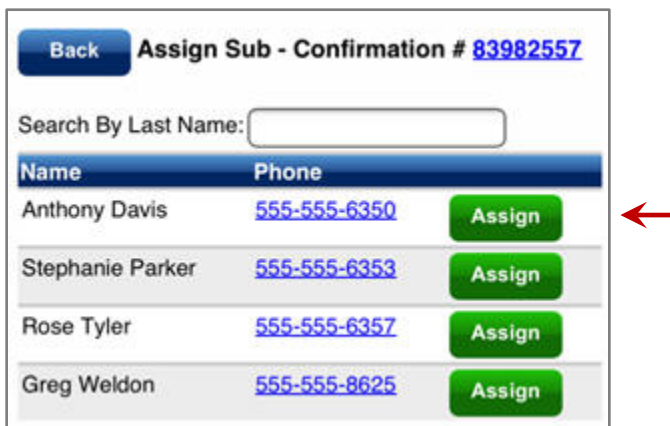 Back Assign Sub - Confirmation # 83982557
Search By Last Name:
Name Phone
Anthony Davis 555-555-6350 Assign
Stephanie Parker 555-555-6353 Assign
Rose Tyler 555-555-6357 Assign
Greg Weldon 555-555-8625 Assign